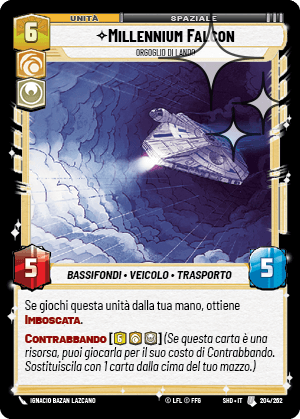 UNITÀ
SPAZIALE
6
✧MILLENNIUM FALCON
ORGOGLIO DI LANDO
5
5
BASSIFONDI • VEICOLO • TRASPORTO
Se giochi questa unità dalla tua mano, ottiene
IMBOSCATA.
CONTRABBANDO [6] (Se questa carta è una
risorsa, puoi giocarla per il suo costo di Contrabbando.
Sostituiscila con 1 carta dalla cima del tuo mazzo.)
IGNACIO BAZAN LAZCANO
© LFL © FFG
SHD • IT
204/262